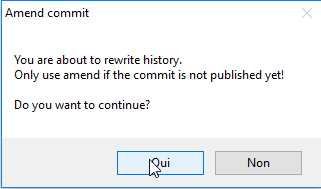 Amend commit
You are about to rewrite history.
Only use amend if the commit is not published yet!
Do you want to continue?
Oui Non